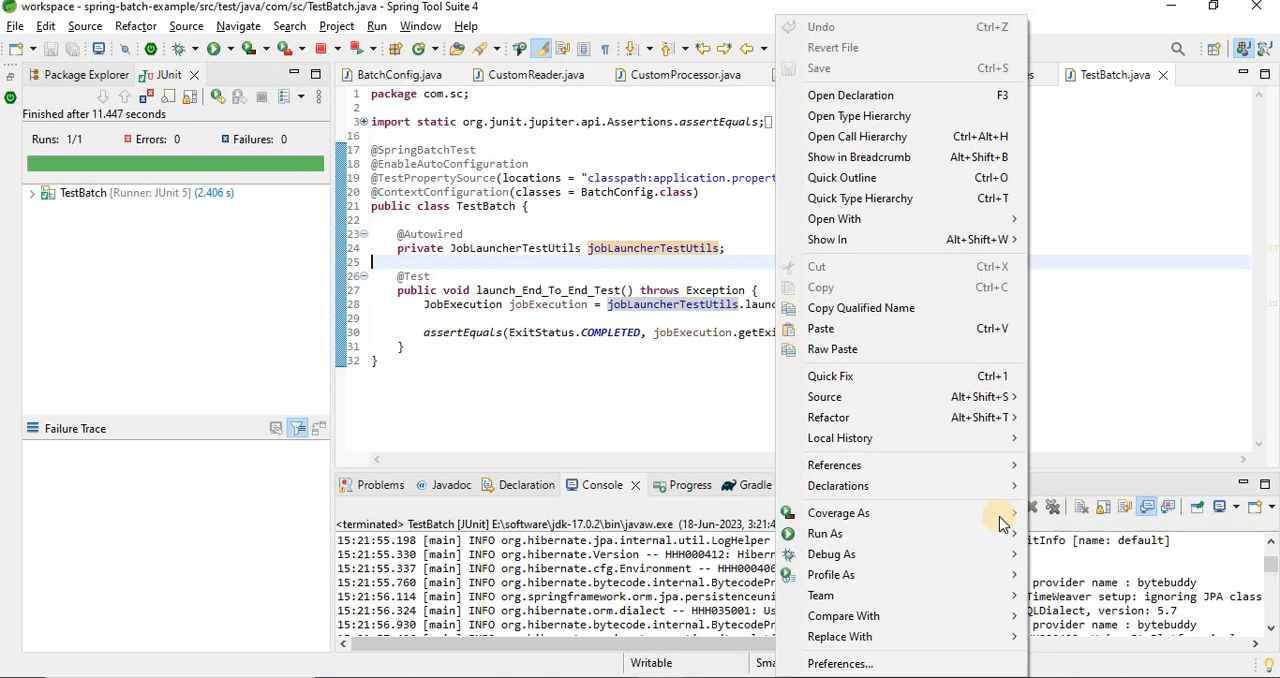 workspace - spring-batch-example/src/test/java/com/sc/TestBatch.java - Spring Tool Suite 4
File Edit Source Refactor Source Navigate Search Project Run Window Help
Package Explorer JUnit
Finished after 11.447 seconds
Runs: 1/1 Errors: 0 Failures: 0
TestBatch [Runner: JUnit 5] (2.406 s)
Failure Trace
BatchConfig.java CustomReader.java CustomProcessor.java TestBatch.java
1 package com.sc;
2
3 import static org.junit.jupiter.api.Assertions.assertEquals;
16
17 @SpringBatchTest
18 @EnableAutoConfiguration
19 @TestPropertySource(locations = "classpath:application.propert
20 @ContextConfiguration(classes = BatchConfig.class)
21 public class TestBatch {
22
23 @Autowired
24 private JobLauncherTestUtils jobLauncherTestUtils;
25
26 @Test
27 public void launch_End_To_End_Test() throws Exception {
28 JobExecution jobExecution = jobLauncherTestUtils.launc
29
30 assertEquals(ExitStatus.COMPLETED, jobExecution.getExi
31 }
32 }
Undo Ctrl+Z
Revert File
Save Ctrl+S
Open Declaration F3
Open Type Hierarchy
Open Call Hierarchy Ctrl+Alt+H
Show in Breadcrumb Alt+Shift+B
Quick Outline Ctrl+O
Quick Type Hierarchy Ctrl+T
Open With
Show In Alt+Shift+W
Cut Ctrl+X
Copy Ctrl+C
Copy Qualified Name
Paste Ctrl+V
Raw Paste
Quick Fix Ctrl+1
Source Alt+Shift+S
Refactor Alt+Shift+T
Local History
References
Declarations
Coverage As
Run As
Debug As
Profile As
Team
Compare With
Replace With
Preferences...
Problems Javadoc Declaration Console Progress Gradle
<terminated> TestBatch [JUnit] E:\software\jdk-17.0.2\bin\javaw.exe (18-Jun-2023, 3:21:4
15:21:55.198 [main] INFO org.hibernate.jpa.internal.util.LogHelper itInfo [name: default]
15:21:55.296 [main] INFO org.hibernate.Version -- HHH000412: Hiber
15:21:55.337 [main] INFO org.hibernate.cfg.Environment -- HHH00040
15:21:55.760 [main] INFO org.hibernate.bytecode.internal.BytecodeP provider name : bytebuddy
15:21:56.114 [main] INFO org.springframework.orm.jpa.persistenceun TimeWeaver setup: ignoring JPA class
15:21:56.324 [main] INFO org.hibernate.orm.dialect -- HHH035001: Us QLDialect, version: 5.7
15:21:56.930 [main] INFO org.hibernate.bytecode.internal.BytecodeP provider name : bytebuddy
Writable Sma